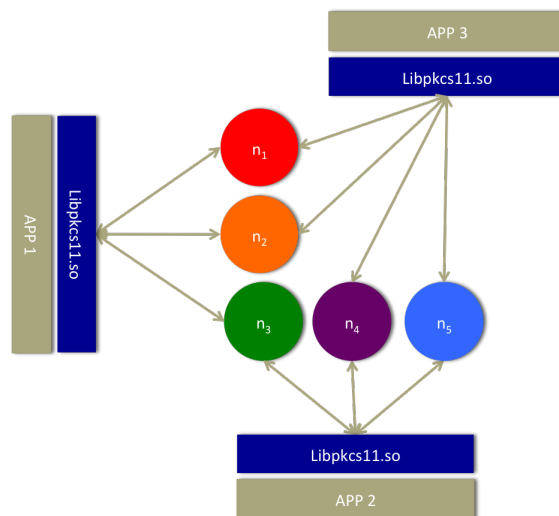 APP 3
Libpkcs11.so
n1
APP 1
Libpkcs11.so
n2
n3
n4
n5
Libpkcs11.so
APP 2